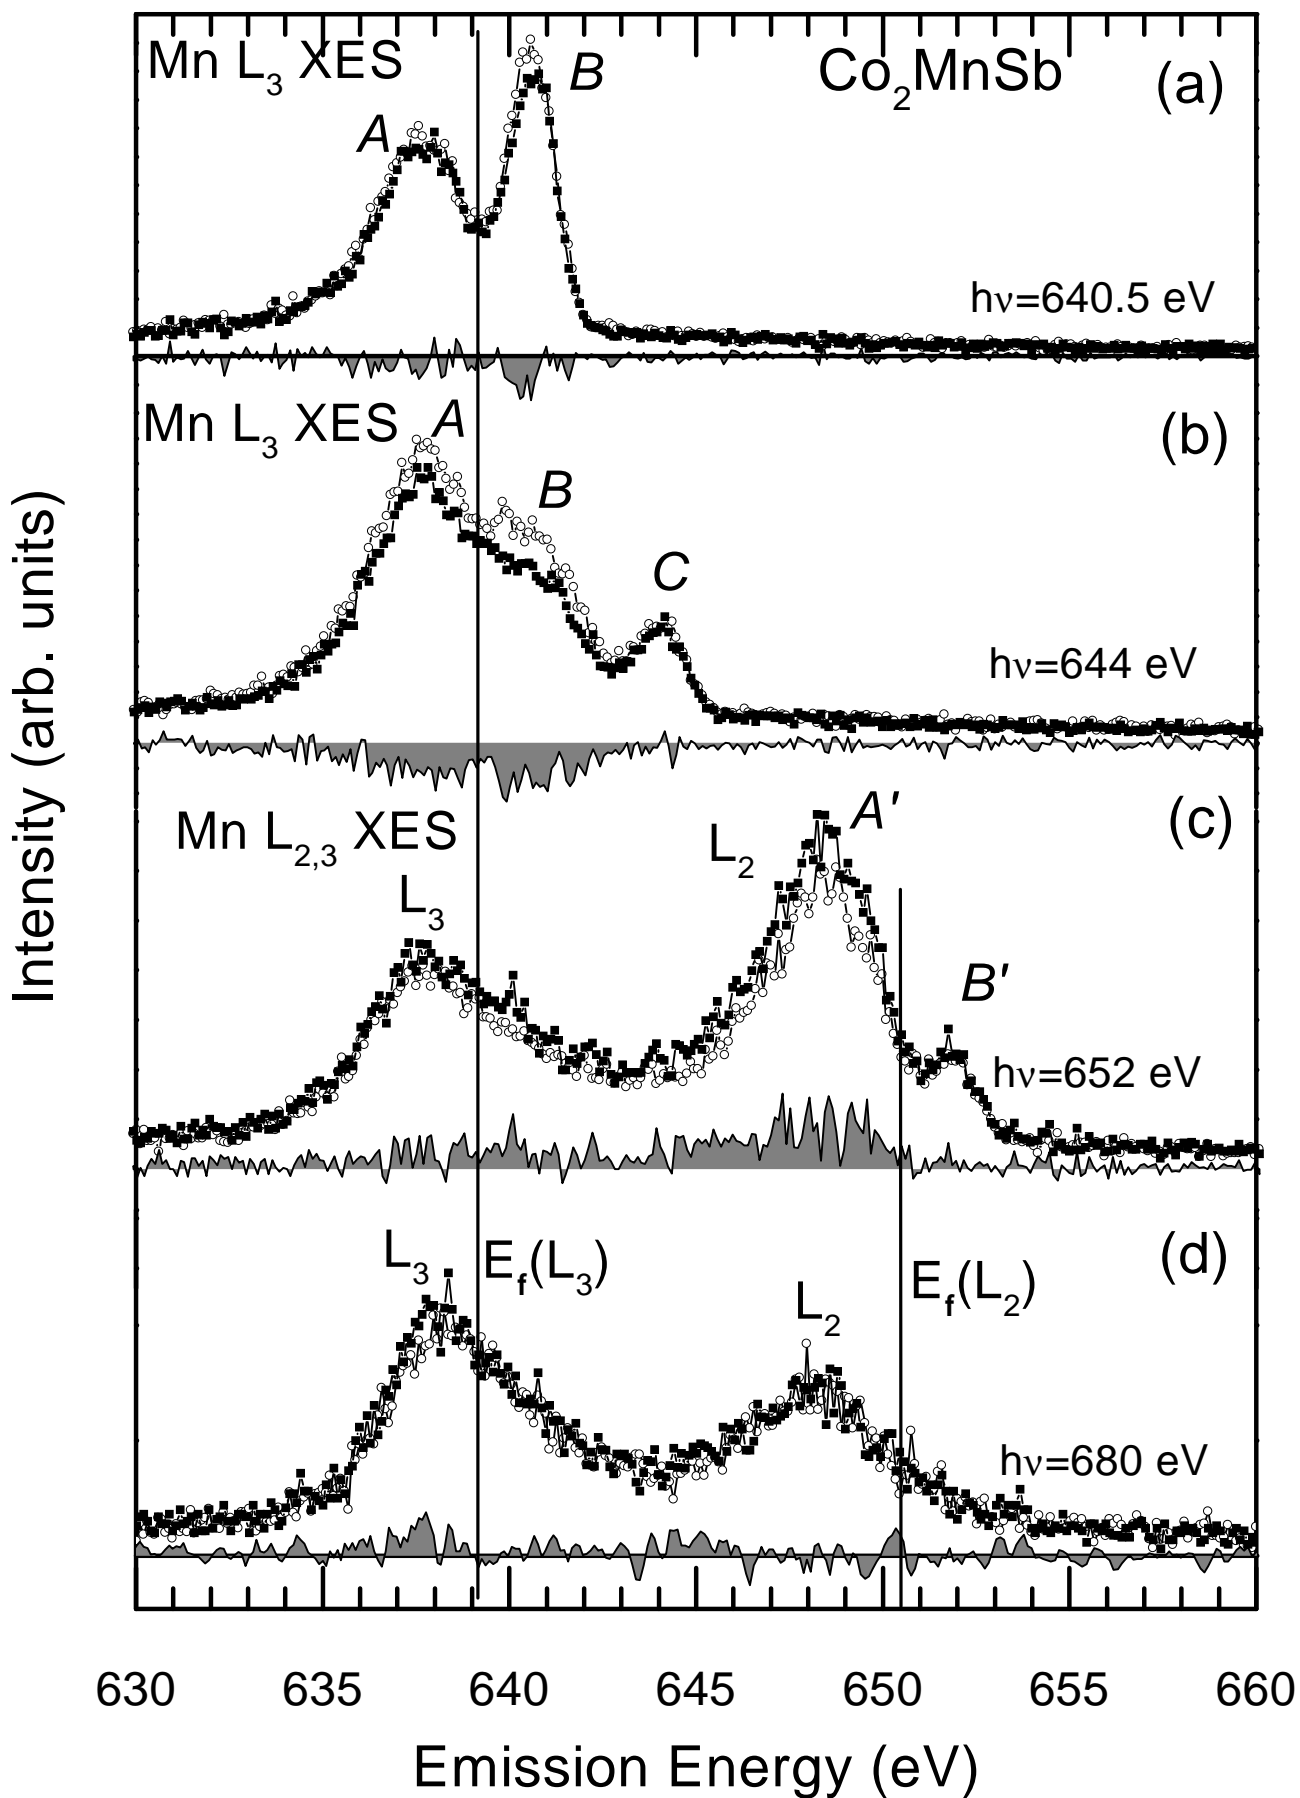 Mn L3 XES
A
B
Co2MnSb
(a)
hν=640.5 eV
Mn L3 XES
A
B
C
(b)
hν=644 eV
Mn L2,3 XES
L3
L2
A'
B'
(c)
hν=652 eV
L3
Ef(L3)
L2
Ef(L2)
(d)
hν=680 eV
Intensity (arb. units)
630 635 640 645 650 655 660
Emission Energy (eV)